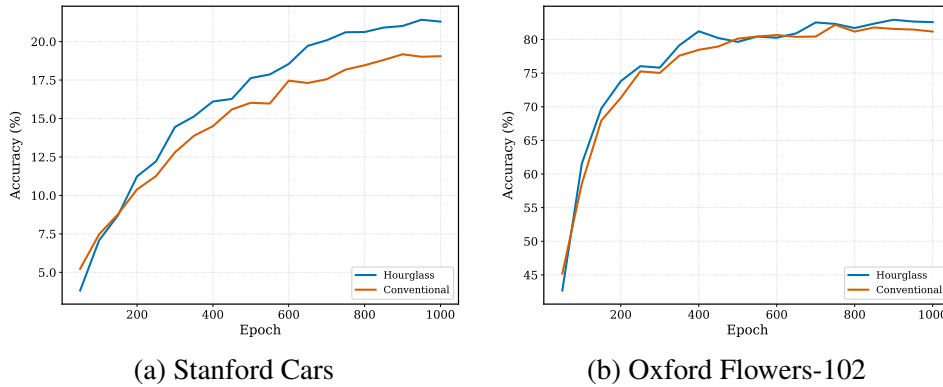 20.0
17.5
15.0
12.5
10.0
7.5
5.0
Accuracy (%)
200 400 600 800 1000
Epoch
Hourglass
Conventional
(a) Stanford Cars
80
75
70
65
60
55
50
45
Accuracy (%)
200 400 600 800 1000
Epoch
Hourglass
Conventional
(b) Oxford Flowers-102